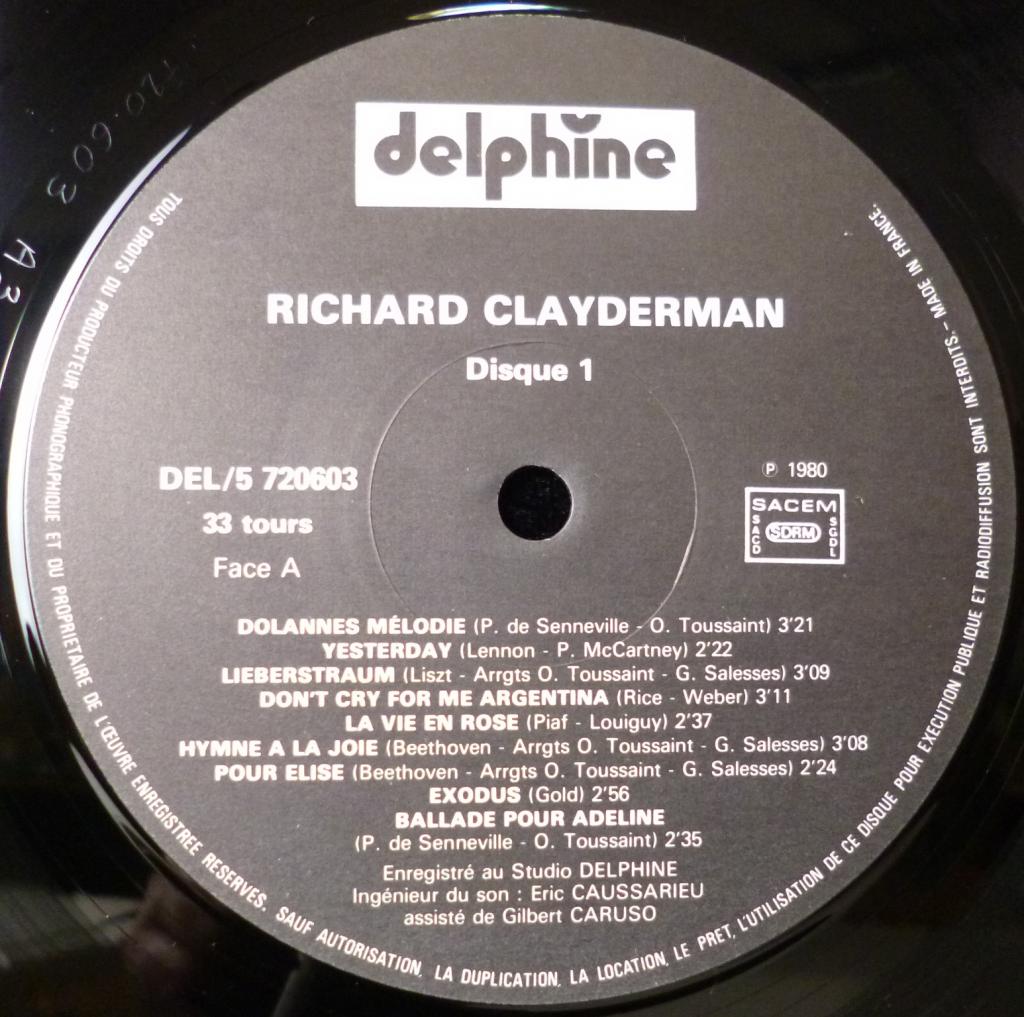 delphine
RICHARD CLAYDERMAN
Disque 1
DEL/5 720603
33 tours
Face A
℗ 1980
SACEM
SACD
SDRM
SGDL
DOLANNES MÉLODIE (P. de Senneville - O. Toussaint) 3'21
YESTERDAY (Lennon - P. McCartney) 2'22
LIEBERSTRAUM (Liszt - Arrgts O. Toussaint - G. Salesses) 3'09
DON'T CRY FOR ME ARGENTINA (Rice - Weber) 3'11
LA VIE EN ROSE (Piaf - Louiguy) 2'37
HYMNE A LA JOIE (Beethoven - Arrgts O. Toussaint - G. Salesses) 3'08
POUR ELISE (Beethoven - Arrgts O. Toussaint - G. Salesses) 2'24
EXODUS (Gold) 2'56
BALLADE POUR ADELINE
(P. de Senneville - O. Toussaint) 2'35
Enregistré au Studio DELPHINE
Ingénieur du son : Eric CAUSSARIEU
assisté de Gilbert CARUSO
TOUS DROITS DU PRODUCTEUR PHONOGRAPHIQUE ET DU PROPRIETAIRE DE L'ŒUVRE ENREGISTREE RESERVES. SAUF AUTORISATION, LA DUPLICATION, LA LOCATION, LE PRET, L'UTILISATION DE CE DISQUE POUR EXECUTION PUBLIQUE ET RADIODIFFUSION SONT INTERDITS. - MADE IN FRANCE.
720.603 A3